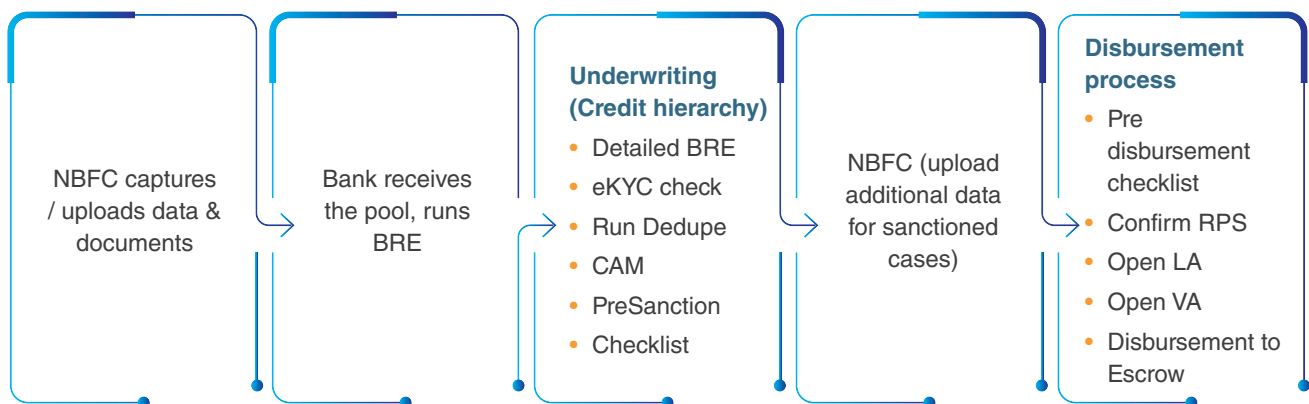 NBFC captures
/ uploads data &
documents
Bank receives
the pool, runs
BRE
Underwriting
(Credit hierarchy)
• Detailed BRE
• eKYC check
• Run Dedupe
• CAM
• PreSanction
• Checklist
NBFC (upload
additional data
for sanctioned
cases)
Disbursement
process
• Pre
disbursement
checklist
• Confirm RPS
• Open LA
• Open VA
• Disbursement to
Escrow